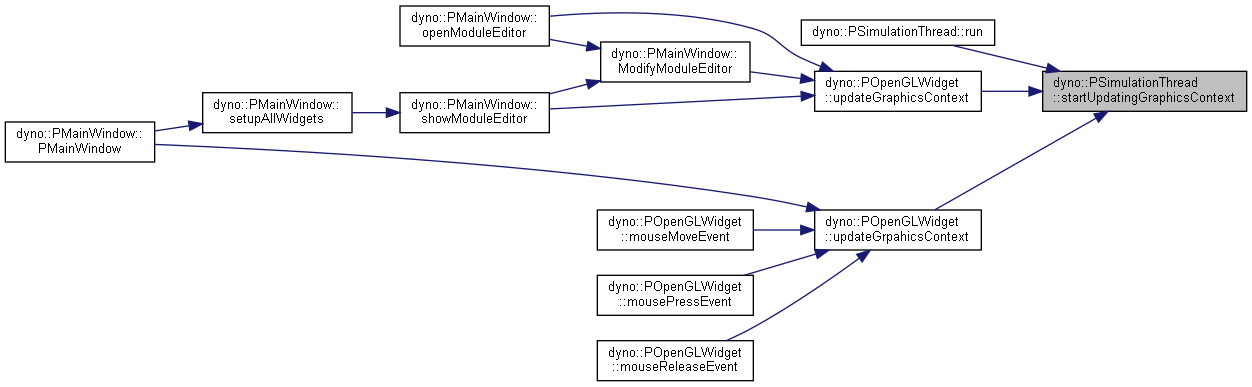 dyno::PMainWindow::
openModuleEditor
dyno::PSimulationThread::run
dyno::PMainWindow::
ModifyModuleEditor
dyno::POpenGLWidget
::updateGraphicsContext
dyno::PSimulationThread
::startUpdatingGraphicsContext
dyno::PMainWindow::
setupAllWidgets
dyno::PMainWindow::
showModuleEditor
dyno::PMainWindow::
PMainWindow
dyno::POpenGLWidget
::mouseMoveEvent
dyno::POpenGLWidget
::updateGrpahicsContext
dyno::POpenGLWidget
::mousePressEvent
dyno::POpenGLWidget
::mouseReleaseEvent